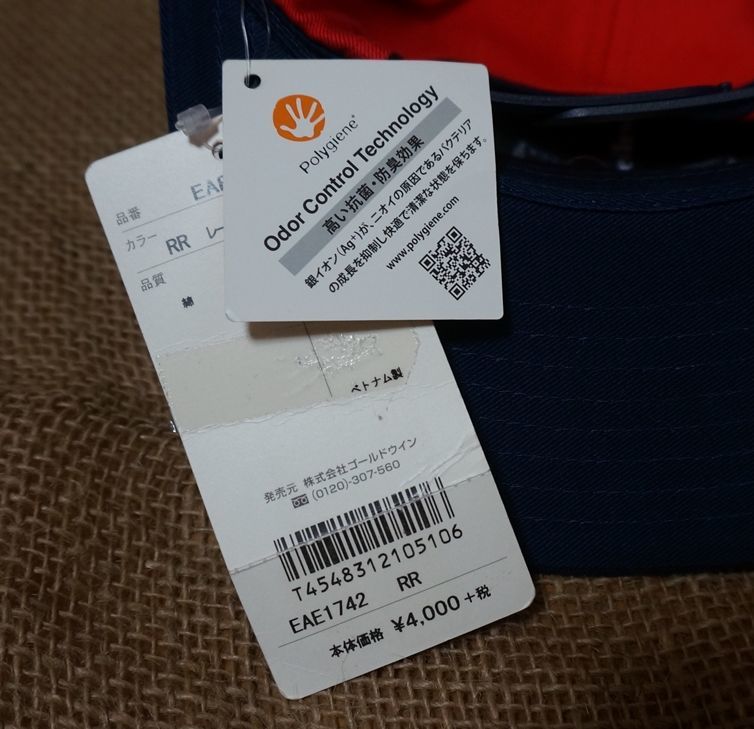 Polygiene®
Odor Control Technology
高い抗菌・防臭効果
銀イオン(Ag⁺)が、ニオイの原因であるバクテリア
の成長を抑制し快適で清潔な状態を保ちます。
www.polygiene.com
品番
カラー RR レー
品質
綿
ベトナム製
発売元 株式会社ゴールドウイン
(0120)-307-560
T4548312105106
EAE1742 RR
本体価格 ¥4,000+税